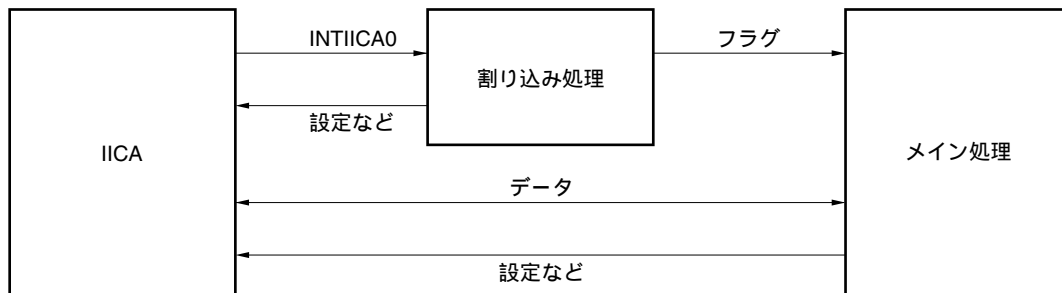 INTIICA0
フラグ
割り込み処理
設定など
IICA
メイン処理
データ
設定など